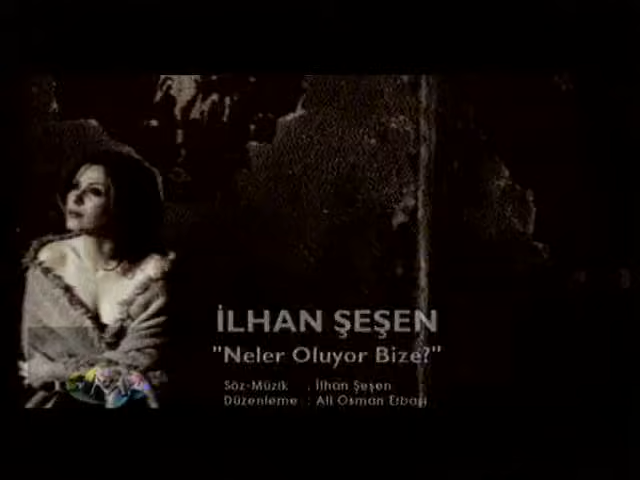 İLHAN ŞEŞEN
"Neler Oluyor Bize?"
Söz-Müzik : İlhan Şeşen
Düzenleme : Ali Osman Erbaşı